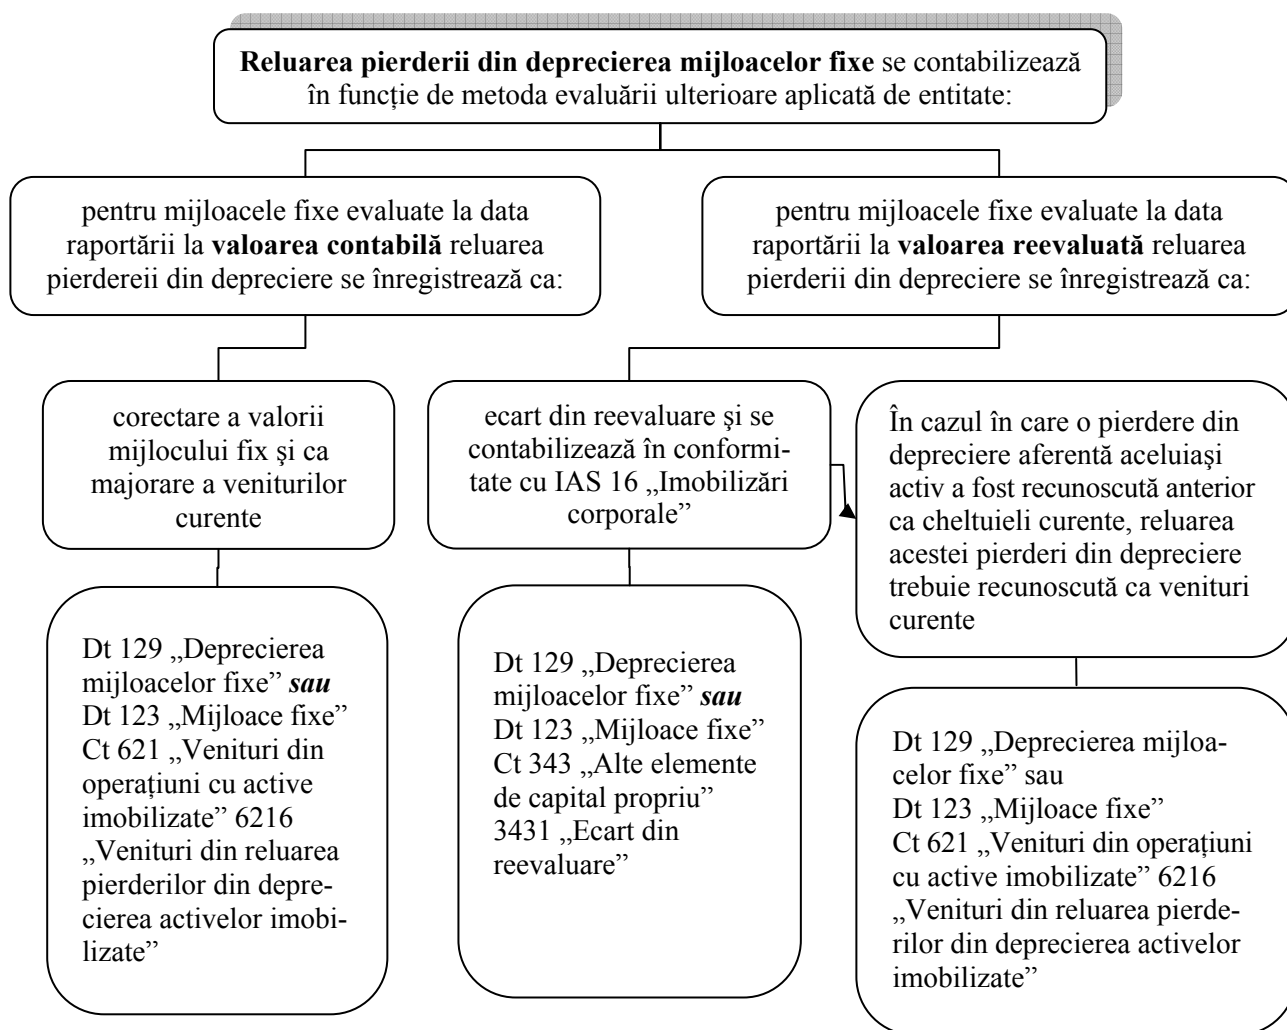 Reluarea pierderii din deprecierea mijloacelor fixe se contabilizează
în funcție de metoda evaluării ulterioare aplicată de entitate:
pentru mijloacele fixe evaluate la data
raportării la valoarea contabilă reluarea
pierdereii din depreciere se înregistrează ca:
pentru mijloacele fixe evaluate la data
raportării la valoarea reevaluată reluarea
pierderii din depreciere se înregistrează ca:
corectare a valorii
mijlocului fix şi ca
majorare a veniturilor
curente
ecart din reevaluare şi se
contabilizează în conformi-
tate cu IAS 16 „Imobilizări
corporale”
În cazul în care o pierdere din
depreciere aferentă aceluiaşi
activ a fost recunoscută anterior
ca cheltuieli curente, reluarea
acestei pierderi din depreciere
trebuie recunoscută ca venituri
curente
Dt 129 „Deprecierea
mijloacelor fixe” sau
Dt 123 „Mijloace fixe”
Ct 621 „Venituri din
operațiuni cu active
imobilizate” 6216
„Venituri din reluarea
pierderilor din depre-
cierea activelor imobi-
lizate”
Dt 129 „Deprecierea
mijloacelor fixe” sau
Dt 123 „Mijloace fixe”
Ct 343 „Alte elemente
de capital propriu”
3431 „Ecart din
reevaluare”
Dt 129 „Deprecierea mijloa-
celor fixe” sau
Dt 123 „Mijloace fixe”
Ct 621 „Venituri din operațiuni
cu active imobilizate” 6216
„Venituri din reluarea pierde-
rilor din deprecierea activelor
imobilizate”